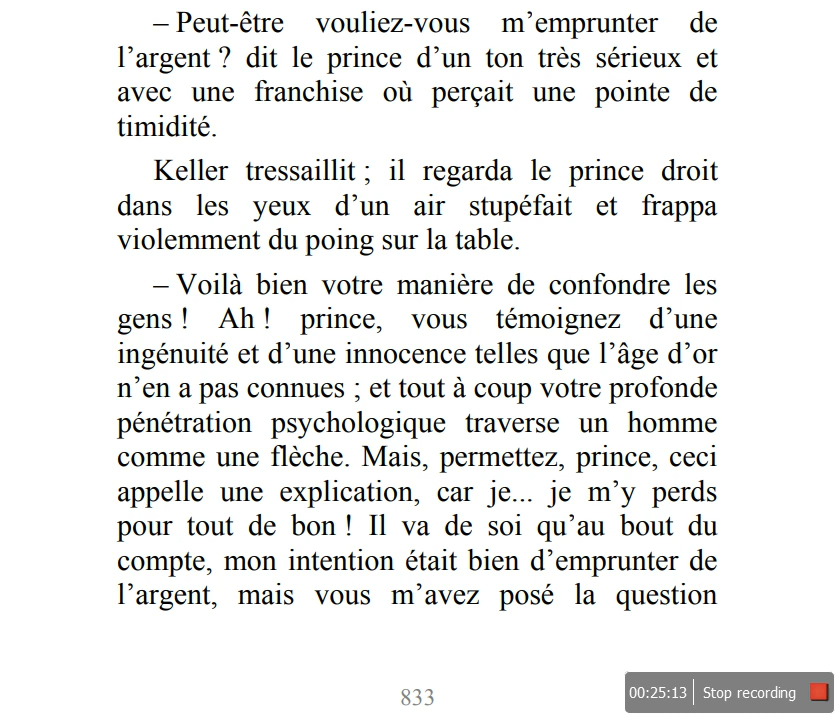 – Peut-être vouliez-vous m’emprunter de
l’argent ? dit le prince d’un ton très sérieux et
avec une franchise où perçait une pointe de
timidité.
Keller tressaillit ; il regarda le prince droit
dans les yeux d’un air stupéfait et frappa
violemment du poing sur la table.
– Voilà bien votre manière de confondre les
gens ! Ah ! prince, vous témoignez d’une
ingénuité et d’une innocence telles que l’âge d’or
n’en a pas connues ; et tout à coup votre profonde
pénétration psychologique traverse un homme
comme une flèche. Mais, permettez, prince, ceci
appelle une explication, car je... je m’y perds
pour tout de bon ! Il va de soi qu’au bout du
compte, mon intention était bien d’emprunter de
l’argent, mais vous m’avez posé la question
833
00:25:13 Stop recording